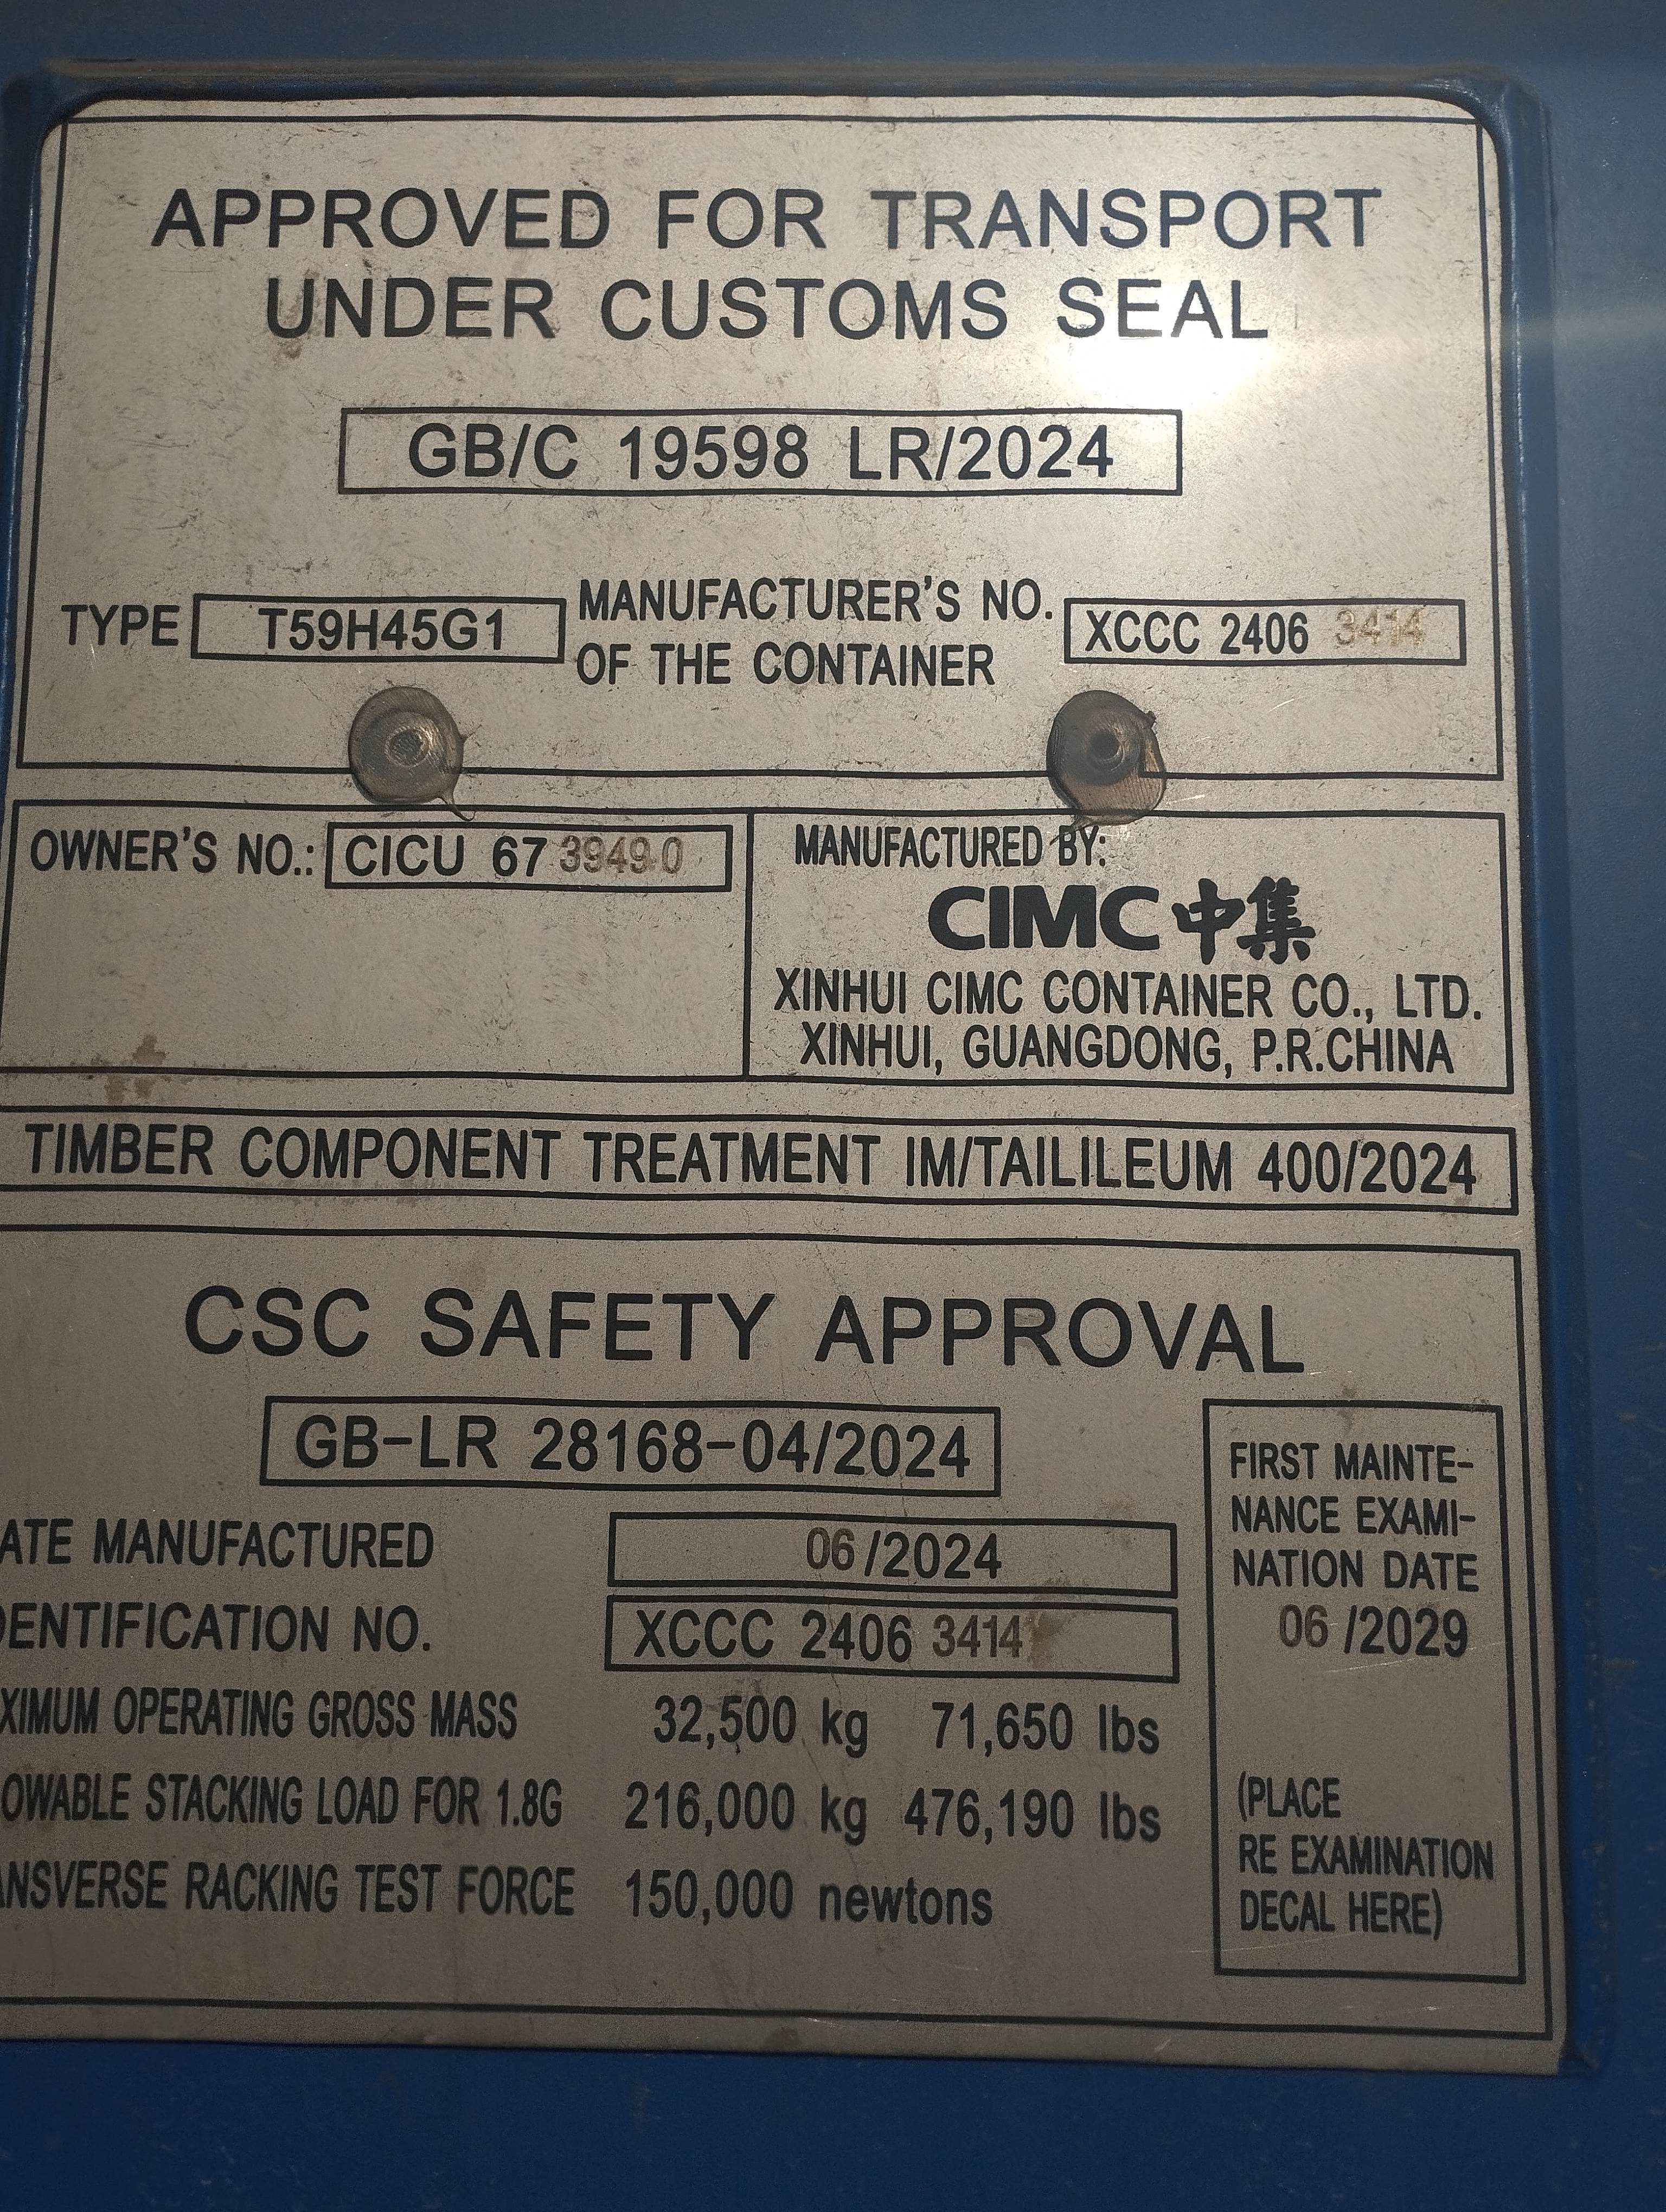 APPROVED FOR TRANSPORT
UNDER CUSTOMS SEAL
GB/C 19598 LR/2024
TYPE T59H45G1 MANUFACTURER'S NO. OF THE CONTAINER XCCC 2406 3414
OWNER'S NO.: CICU 67 3949 0
MANUFACTURED BY:
CIMC 中集
XINHUI CIMC CONTAINER CO., LTD.
XINHUI, GUANGDONG, P.R.CHINA
TIMBER COMPONENT TREATMENT IM/TAILILEUM 400/2024
CSC SAFETY APPROVAL
GB-LR 28168-04/2024
ATE MANUFACTURED 06/2024
DENTIFICATION NO. XCCC 2406 3414
XIMUM OPERATING GROSS MASS 32,500 kg 71,650 lbs
OWABLE STACKING LOAD FOR 1.8G 216,000 kg 476,190 lbs
ANSVERSE RACKING TEST FORCE 150,000 newtons
FIRST MAINTE-
NANCE EXAMI-
NATION DATE
06 /2029
(PLACE
RE EXAMINATION
DECAL HERE)